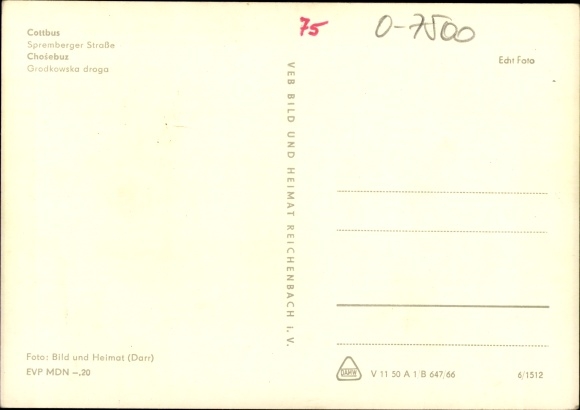 Cottbus
Spremberger Straße
Chośebuz
Grodkowska droga
75
0-7500
Echt Foto
VEB BILD UND HEIMAT REICHENBACH i. V.
Foto: Bild und Heimat (Darr)
EVP MDN –.20
DAMW
V 11 50 A 1/B 647/66
6/1512